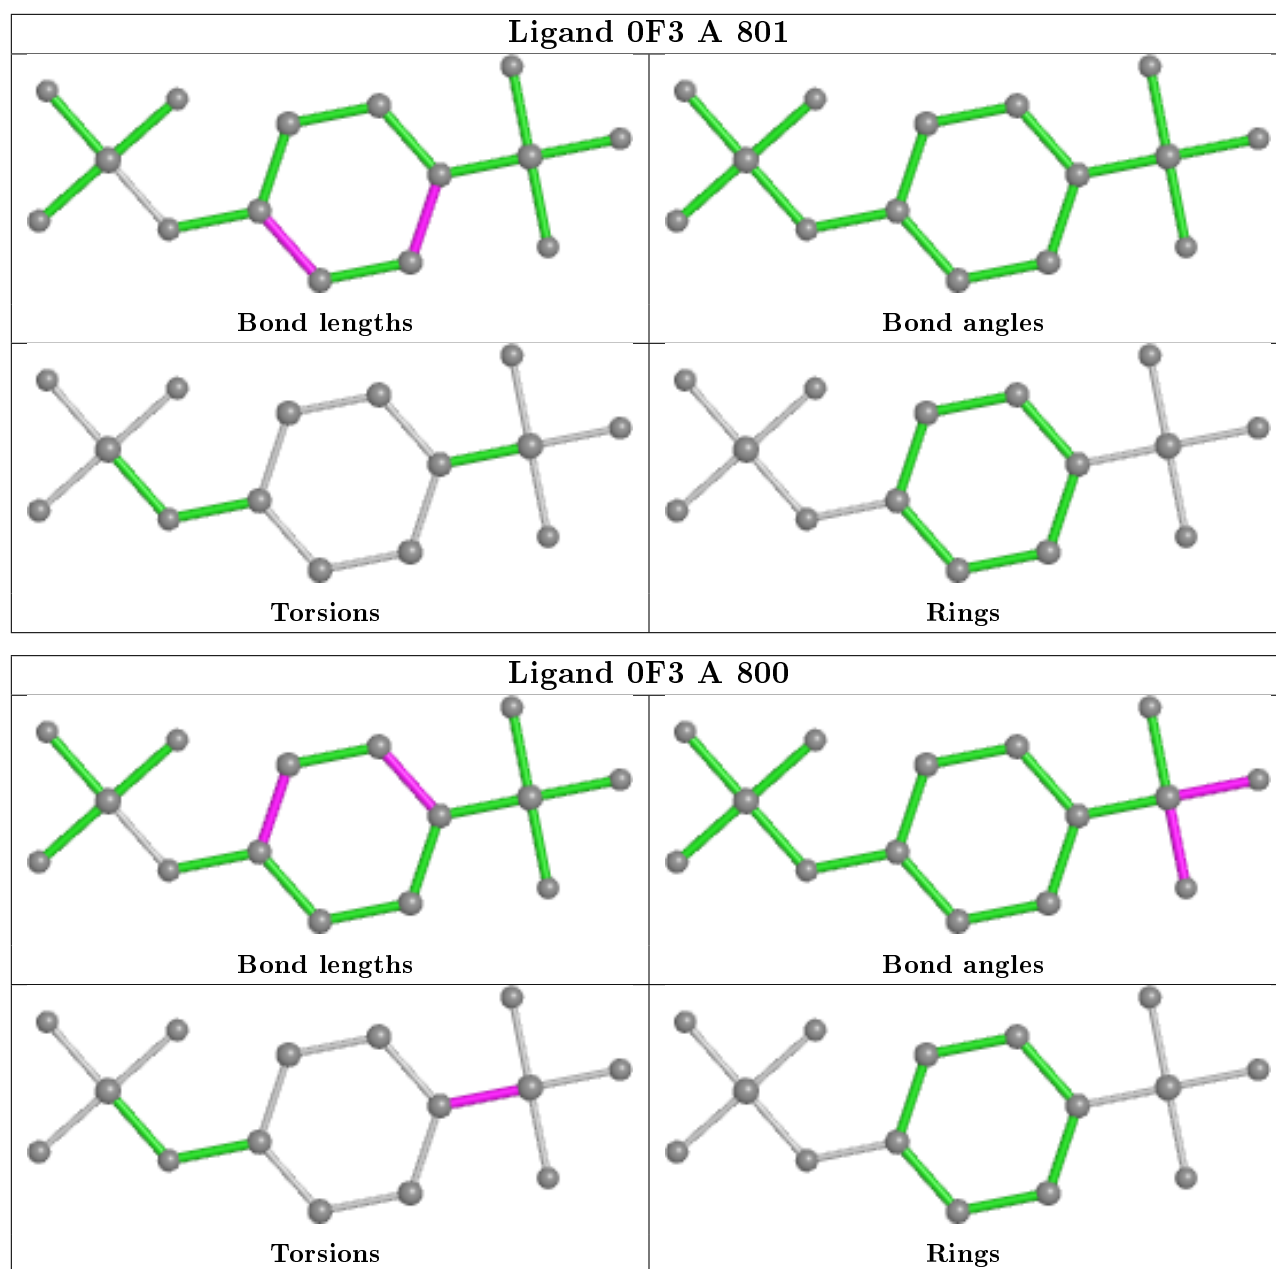 Ligand 0F3 A 801
Bond lengths
Bond angles
Torsions
Rings
Ligand 0F3 A 800
Bond lengths
Bond angles
Torsions
Rings